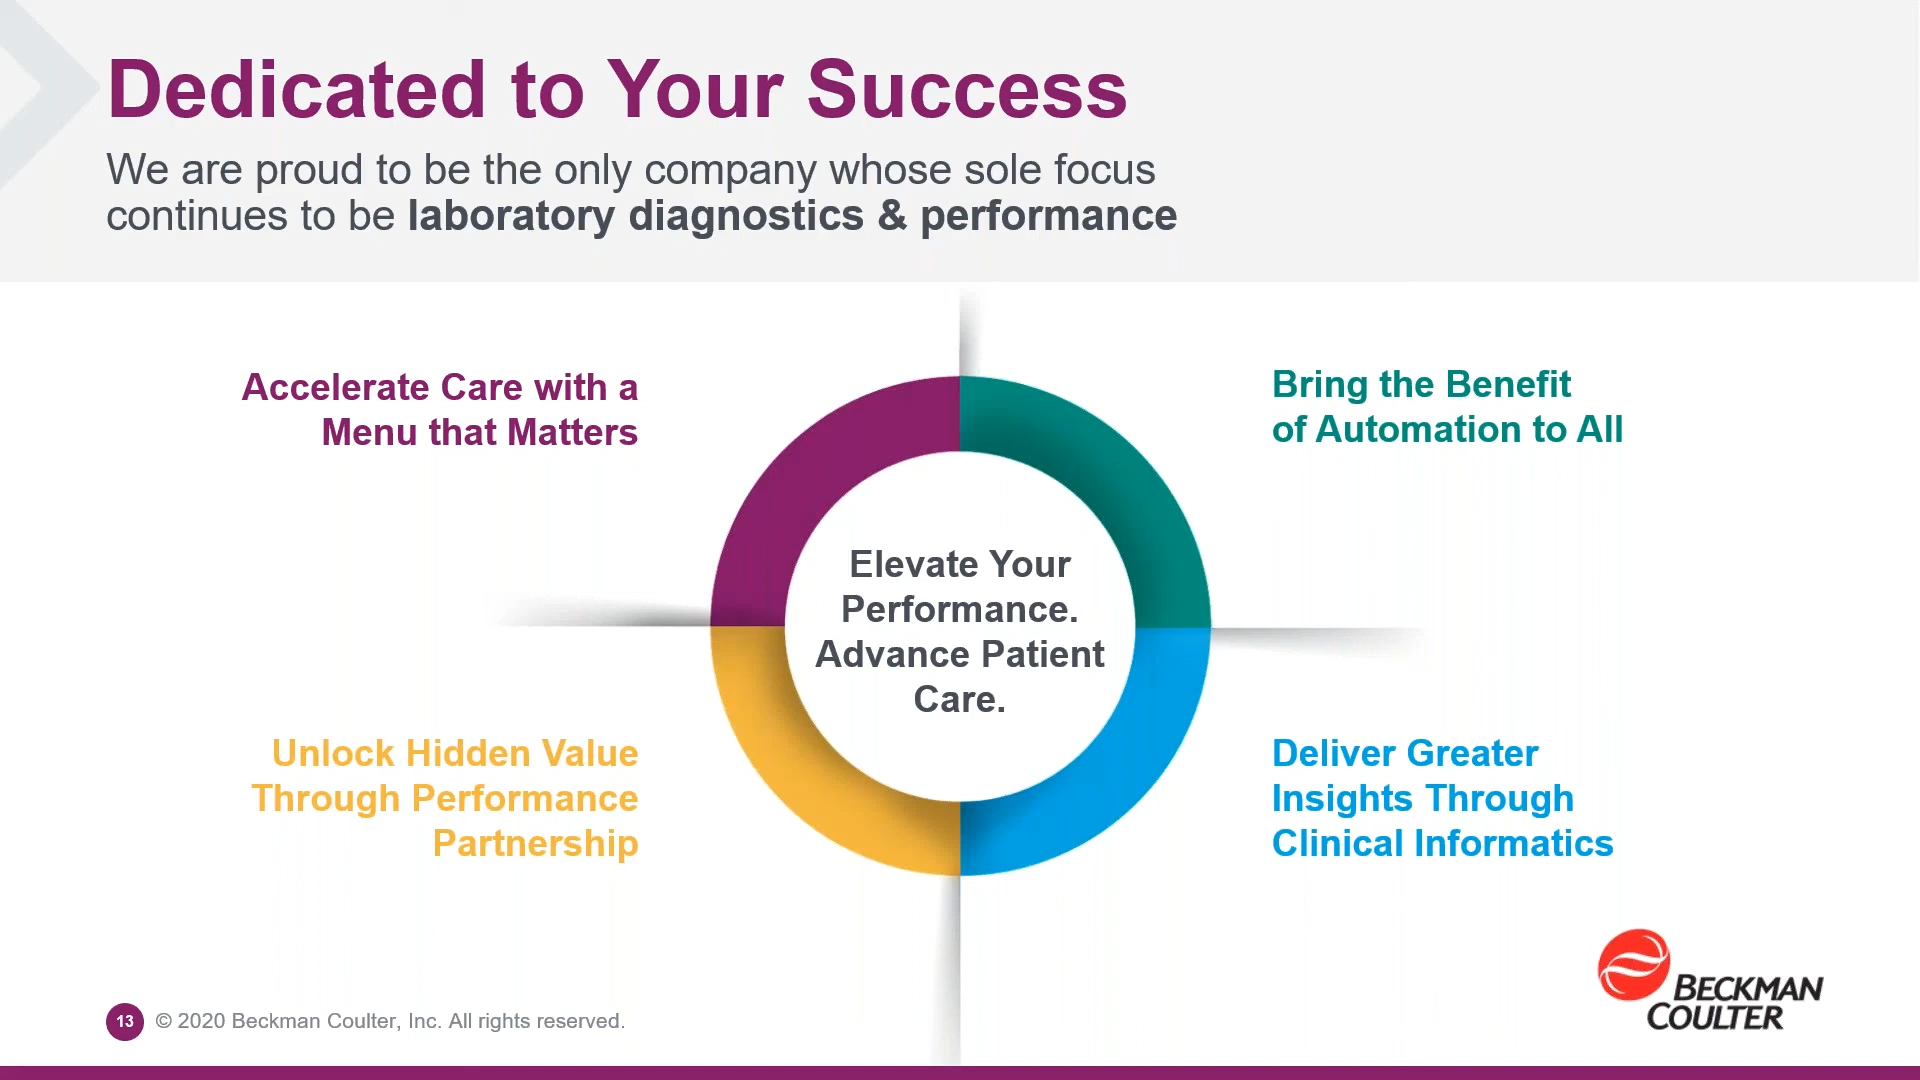 Dedicated to Your Success
We are proud to be the only company whose sole focus
continues to be laboratory diagnostics & performance
Accelerate Care with a
Menu that Matters
Bring the Benefit
of Automation to All
Elevate Your
Performance.
Advance Patient
Care.
Unlock Hidden Value
Through Performance
Partnership
Deliver Greater
Insights Through
Clinical Informatics
BECKMAN
COULTER
13 © 2020 Beckman Coulter, Inc. All rights reserved.